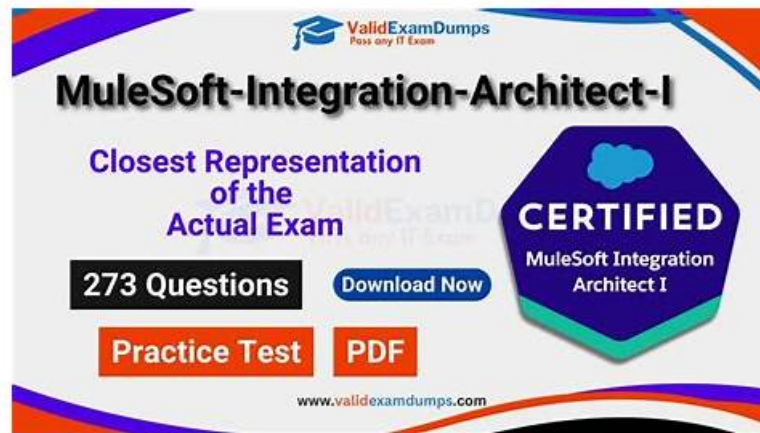 ValidExamDumps
Pass any IT Exam
MuleSoft-Integration-Architect-I
Closest Representation
of the
Actual Exam
CERTIFIED
MuleSoft Integration
Architect I
273 Questions
Download Now
Practice Test
PDF
www.validexamdumps.com